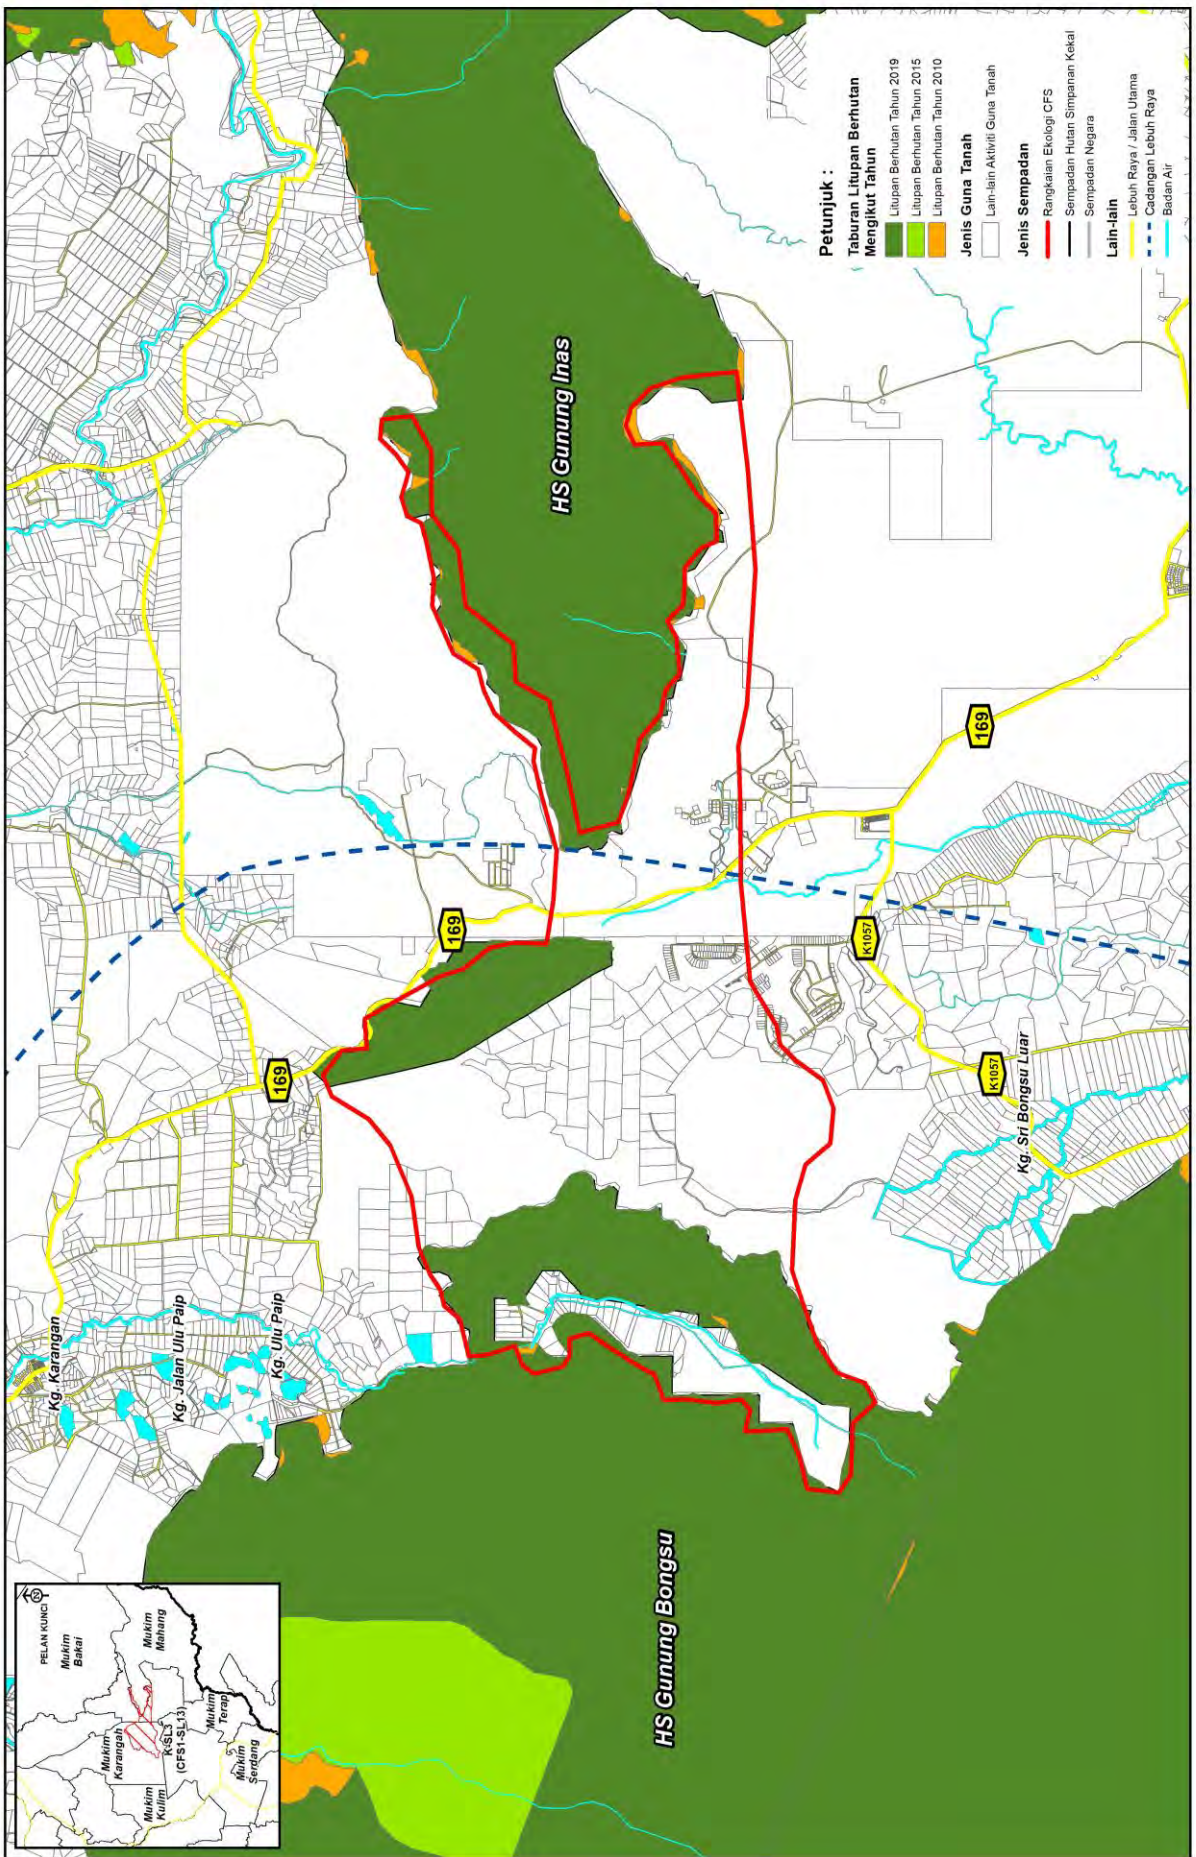 HS Gunung Inas
HS Gunung Bongsu
169
169
169
K1057
K1057
Kg. Karangan
Kg. Jalan Ulu Paip
Kg. Ulu Paip
Kg. Sri Bongsu Luar
PELAN KUNCI
Z
Mukim
Bakai
Mukim
Mahang
Mukim
Karangah
K-SL3
(CFS1-SL13)
Mukim
Terap
Mukim
Kulim
Mukim
Serdang
Petunjuk :
Taburan Litupan Berhutan
Mengikut Tahun
Litupan Berhutan Tahun 2019
Litupan Berhutan Tahun 2015
Litupan Berhutan Tahun 2010
Jenis Guna Tanah
Lain-lain Aktiviti Guna Tanah
Jenis Sempadan
Rangkaian Ekologi CFS
Sempadan Hutan Simpanan Kekal
Sempadan Negara
Lain-lain
Lebuh Raya / Jalan Utama
Cadangan Lebuh Raya
Badan Air